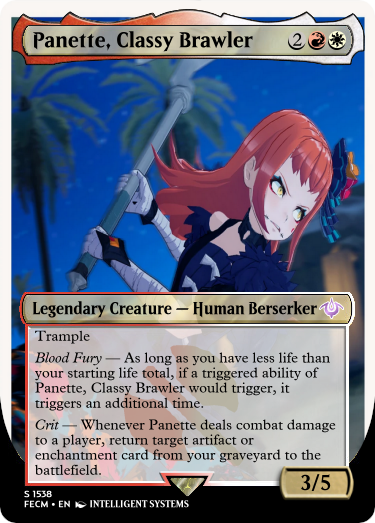 Panette, Classy Brawler 2
Legendary Creature — Human Berserker
Trample
Blood Fury — As long as you have less life than
your starting life total, if a triggered ability of
Panette, Classy Brawler would trigger, it
triggers an additional time.
Crit — Whenever Panette deals combat damage
to a player, return target artifact or
enchantment card from your graveyard to the
battlefield.
3/5
S 1538
FECM • EN INTELLIGENT SYSTEMS